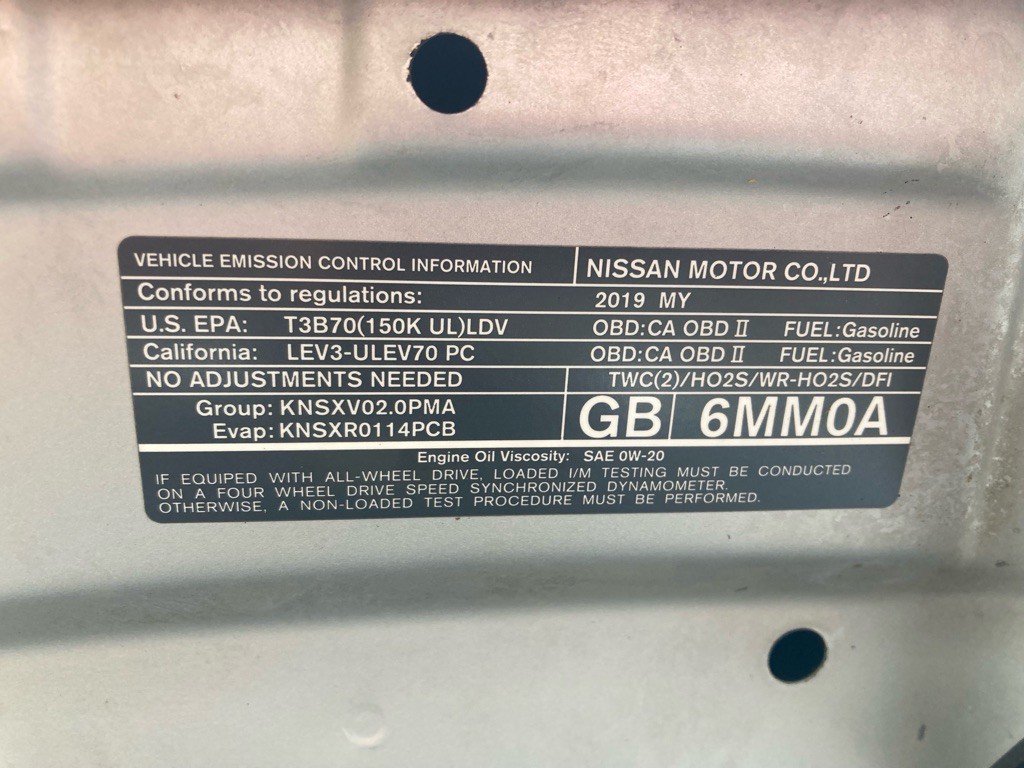 VEHICLE EMISSION CONTROL INFORMATION NISSAN MOTOR CO.,LTD
Conforms to regulations: 2019 MY
U.S. EPA: T3B70(150K UL)LDV OBD:CA OBD II FUEL:Gasoline
California: LEV3-ULEV70 PC OBD:CA OBD II FUEL:Gasoline
NO ADJUSTMENTS NEEDED TWC(2)/HO2S/WR-HO2S/DFI
Group: KNSXV02.0PMA GB 6MM0A
Evap: KNSXR0114PCB
Engine Oil Viscosity: SAE 0W-20
IF EQUIPED WITH ALL-WHEEL DRIVE, LOADED I/M TESTING MUST BE CONDUCTED
ON A FOUR WHEEL DRIVE SPEED SYNCHRONIZED DYNAMOMETER.
OTHERWISE, A NON-LOADED TEST PROCEDURE MUST BE PERFORMED.